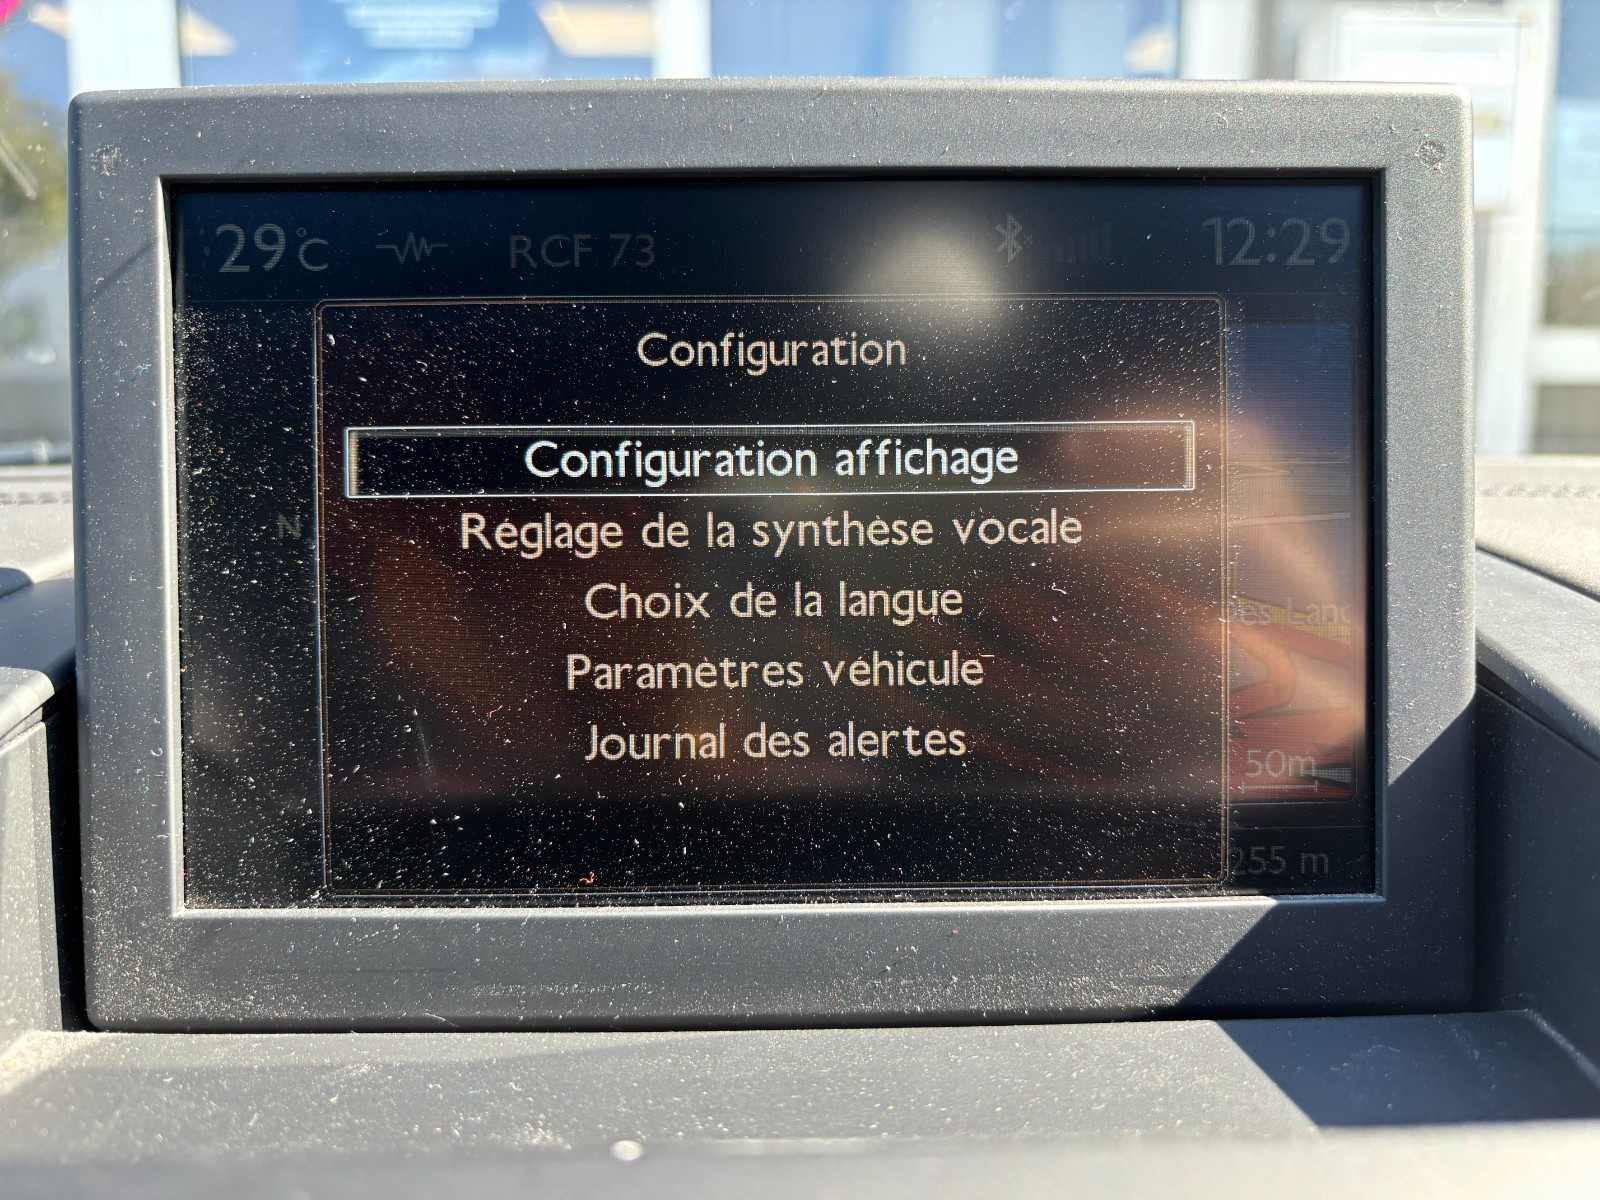 29°C RCF 73 12:29
Configuration
Configuration affichage
Réglage de la synthèse vocale
N
Choix de la langue
Paramètres véhicule
Journal des alertes
50m
255 m